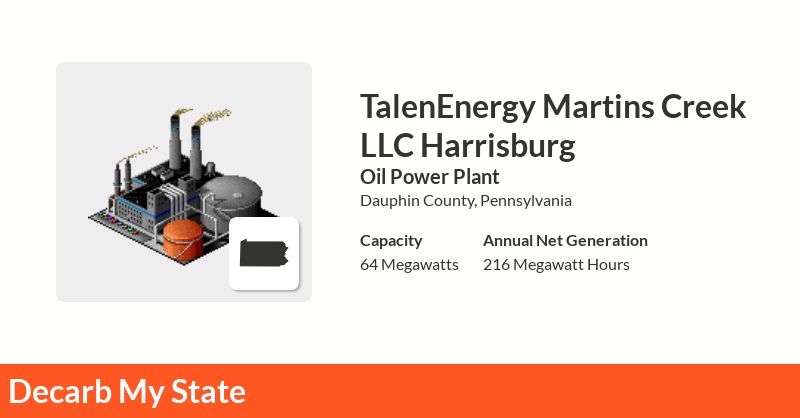 TalenEnergy Martins Creek
LLC Harrisburg
Oil Power Plant
Dauphin County, Pennsylvania
Capacity
64 Megawatts
Annual Net Generation
216 Megawatt Hours
Decarb My State